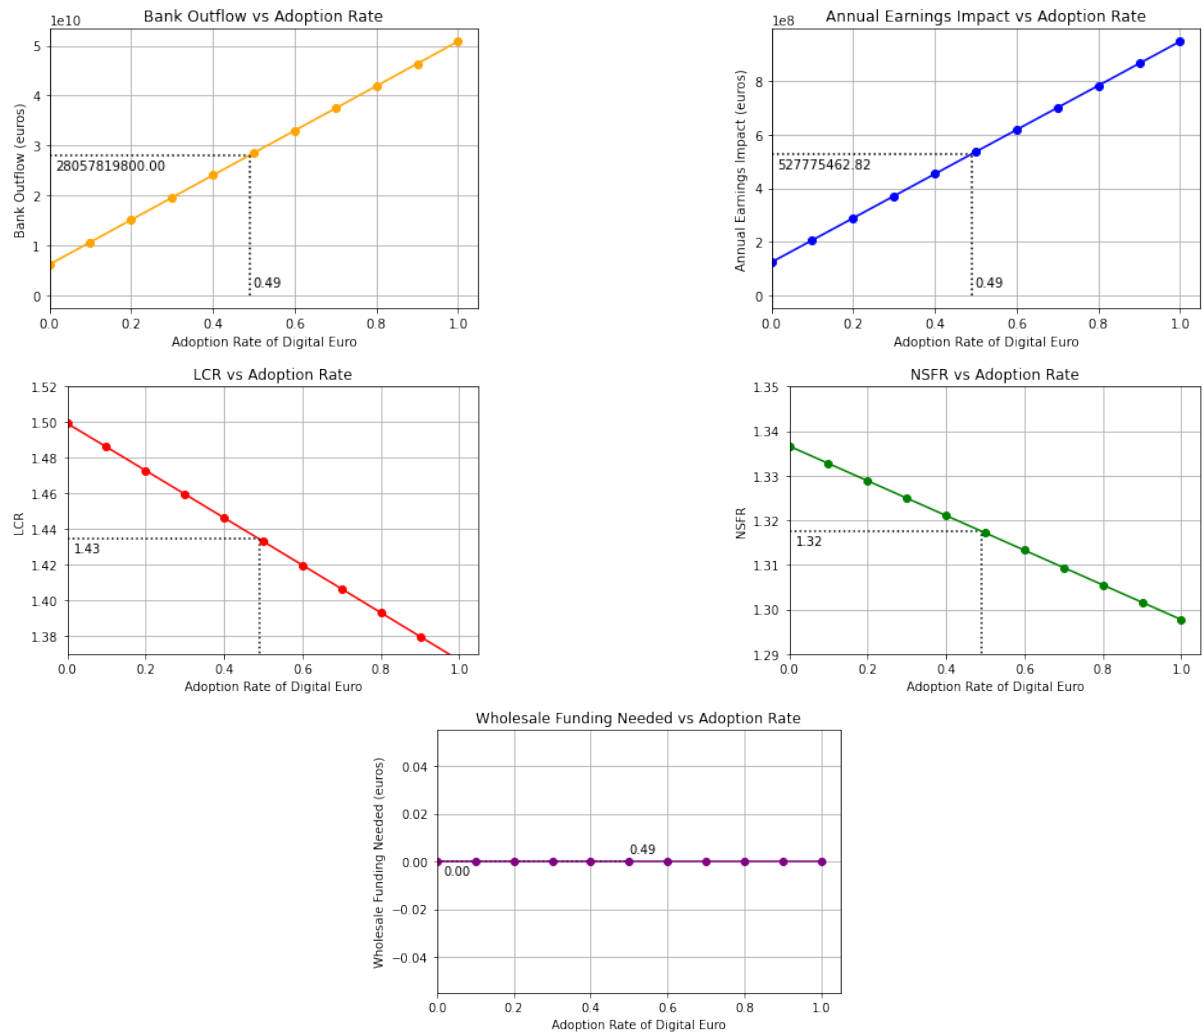 Bank Outflow vs Adoption Rate
1e10
5
4
3
2
1
0
Bank Outflow (euros)
28057819800.00
0.49
0.0 0.2 0.4 0.6 0.8 1.0
Adoption Rate of Digital Euro
Annual Earnings Impact vs Adoption Rate
1e8
8
6
4
2
0
Annual Earnings Impact (euros)
527775462.82
0.49
0.0 0.2 0.4 0.6 0.8 1.0
Adoption Rate of Digital Euro
LCR vs Adoption Rate
1.52
1.50
1.48
1.46
1.44
1.42
1.40
1.38
LCR
1.43
0.0 0.2 0.4 0.6 0.8 1.0
Adoption Rate of Digital Euro
NSFR vs Adoption Rate
1.35
1.34
1.33
1.32
1.31
1.30
1.29
NSFR
1.32
0.0 0.2 0.4 0.6 0.8 1.0
Adoption Rate of Digital Euro
Wholesale Funding Needed vs Adoption Rate
0.04
0.02
0.00
−0.02
−0.04
Wholesale Funding Needed (euros)
0.49
0.00
0.0 0.2 0.4 0.6 0.8 1.0
Adoption Rate of Digital Euro